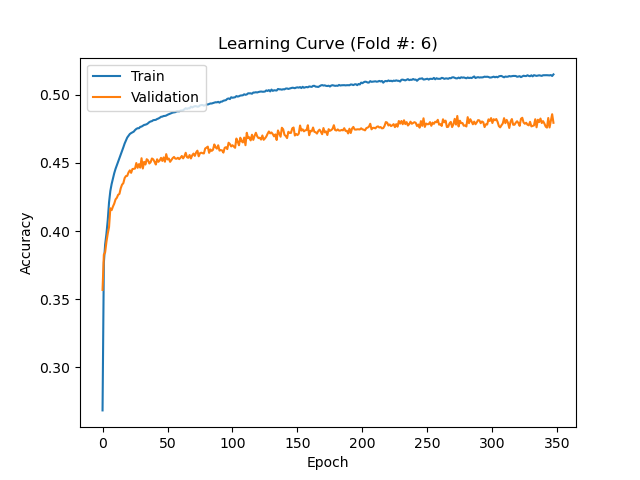 Learning Curve (Fold #: 6)
Train
Validation
0.50
0.45
0.40
0.35
0.30
Accuracy
0 50 100 150 200 250 300 350
Epoch